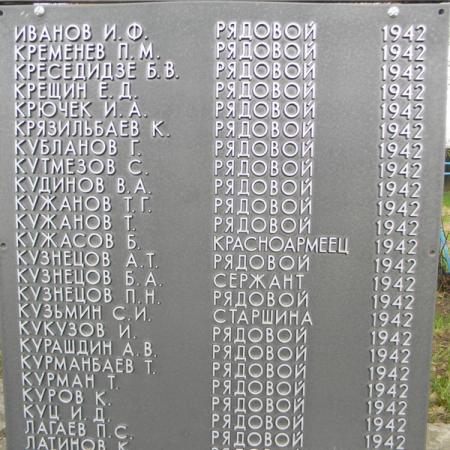 ИВАНОВ И.Ф. РЯДОВОЙ 1942
КРЕМЕНЕВ П.М. РЯДОВОЙ 1942
КРЕСЕДИДЗЕ Б.В. РЯДОВОЙ 1942
КРЕЩИН Е.Д. РЯДОВОЙ 1942
КРЮЧЕК И.А. РЯДОВОЙ 1942
КРЯЗИЛЬБАЕВ К. РЯДОВОЙ 1942
КУБЛАНОВ Г. РЯДОВОЙ 1942
КУТМЕЗОВ С. РЯДОВОЙ 1942
КУДИНОВ В.А. РЯДОВОЙ 1942
КУЖАНОВ Т.Г. РЯДОВОЙ 1942
КУЖАНОВ Т. РЯДОВОЙ 1942
КУЖАСОВ Б. КРАСНОАРМЕЕЦ 1942
КУЗНЕЦОВ А.Т. РЯДОВОЙ 1942
КУЗНЕЦОВ Б.А. СЕРЖАНТ 1942
КУЗНЕЦОВ П.Н. РЯДОВОЙ 1942
КУЗЬМИН С.И. СТАРШИНА 1942
КУКУЗОВ И. РЯДОВОЙ 1942
КУРАШДИН А.В. РЯДОВОЙ 1942
КУРМАНБАЕВ Т. РЯДОВОЙ 1942
КУРМАН Т. РЯДОВОЙ 1942
КУРОВ К. РЯДОВОЙ 1942
КУЦ И.Д. РЯДОВОЙ 1942
ЛАГАЕВ П.С. РЯДОВОЙ 1942
ЛАТИНОВ К. РЯДОВОЙ 1942